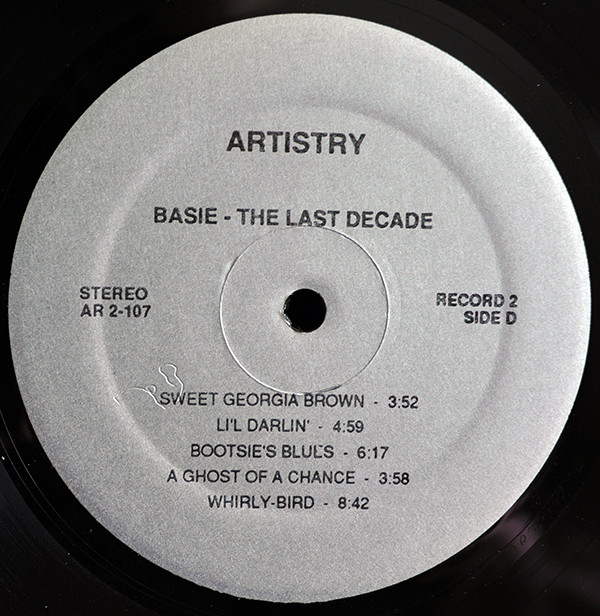 ARTISTRY
BASIE - THE LAST DECADE
STEREO
AR 2-107
RECORD 2
SIDE D
SWEET GEORGIA BROWN - 3:52
LI'L DARLIN' - 4:59
BOOTSIE'S BLUES - 6:17
A GHOST OF A CHANCE - 3:58
WHIRLY-BIRD - 8:42